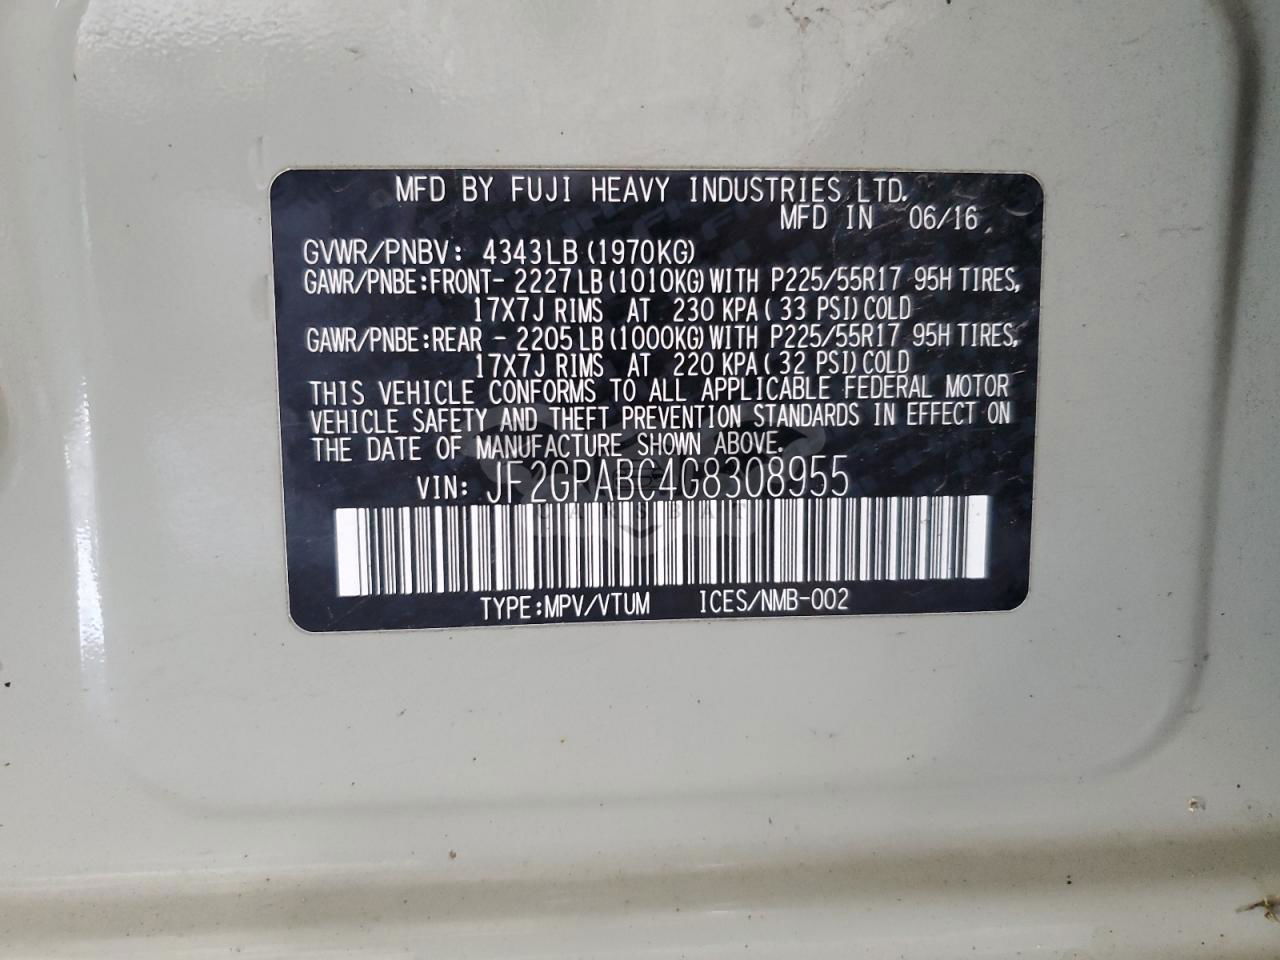 MFD BY FUJI HEAVY INDUSTRIES LTD.
MFD IN 06/16
GVWR/PNBV: 4343LB (1970KG)
GAWR/PNBE:FRONT- 2227LB (1010KG) WITH P225/55R17 95H TIRES,
17X7J RIMS AT 230 KPA( 33 PSI) COLD
GAWR/PNBE:REAR - 2205LB (1000KG) WITH P225/55R17 95H TIRES,
17X7J RIMS AT 220 KPA( 32 PSI) COLD
THIS VEHICLE CONFORMS TO ALL APPLICABLE FEDERAL MOTOR
VEHICLE SAFETY AND THEFT PREVENTION STANDARDS IN EFFECT ON
THE DATE OF MANUFACTURE SHOWN ABOVE.
VIN: JF2GPABC4G8308955
CARSBAT
TYPE:MPV/VTUM ICES/NMB-002